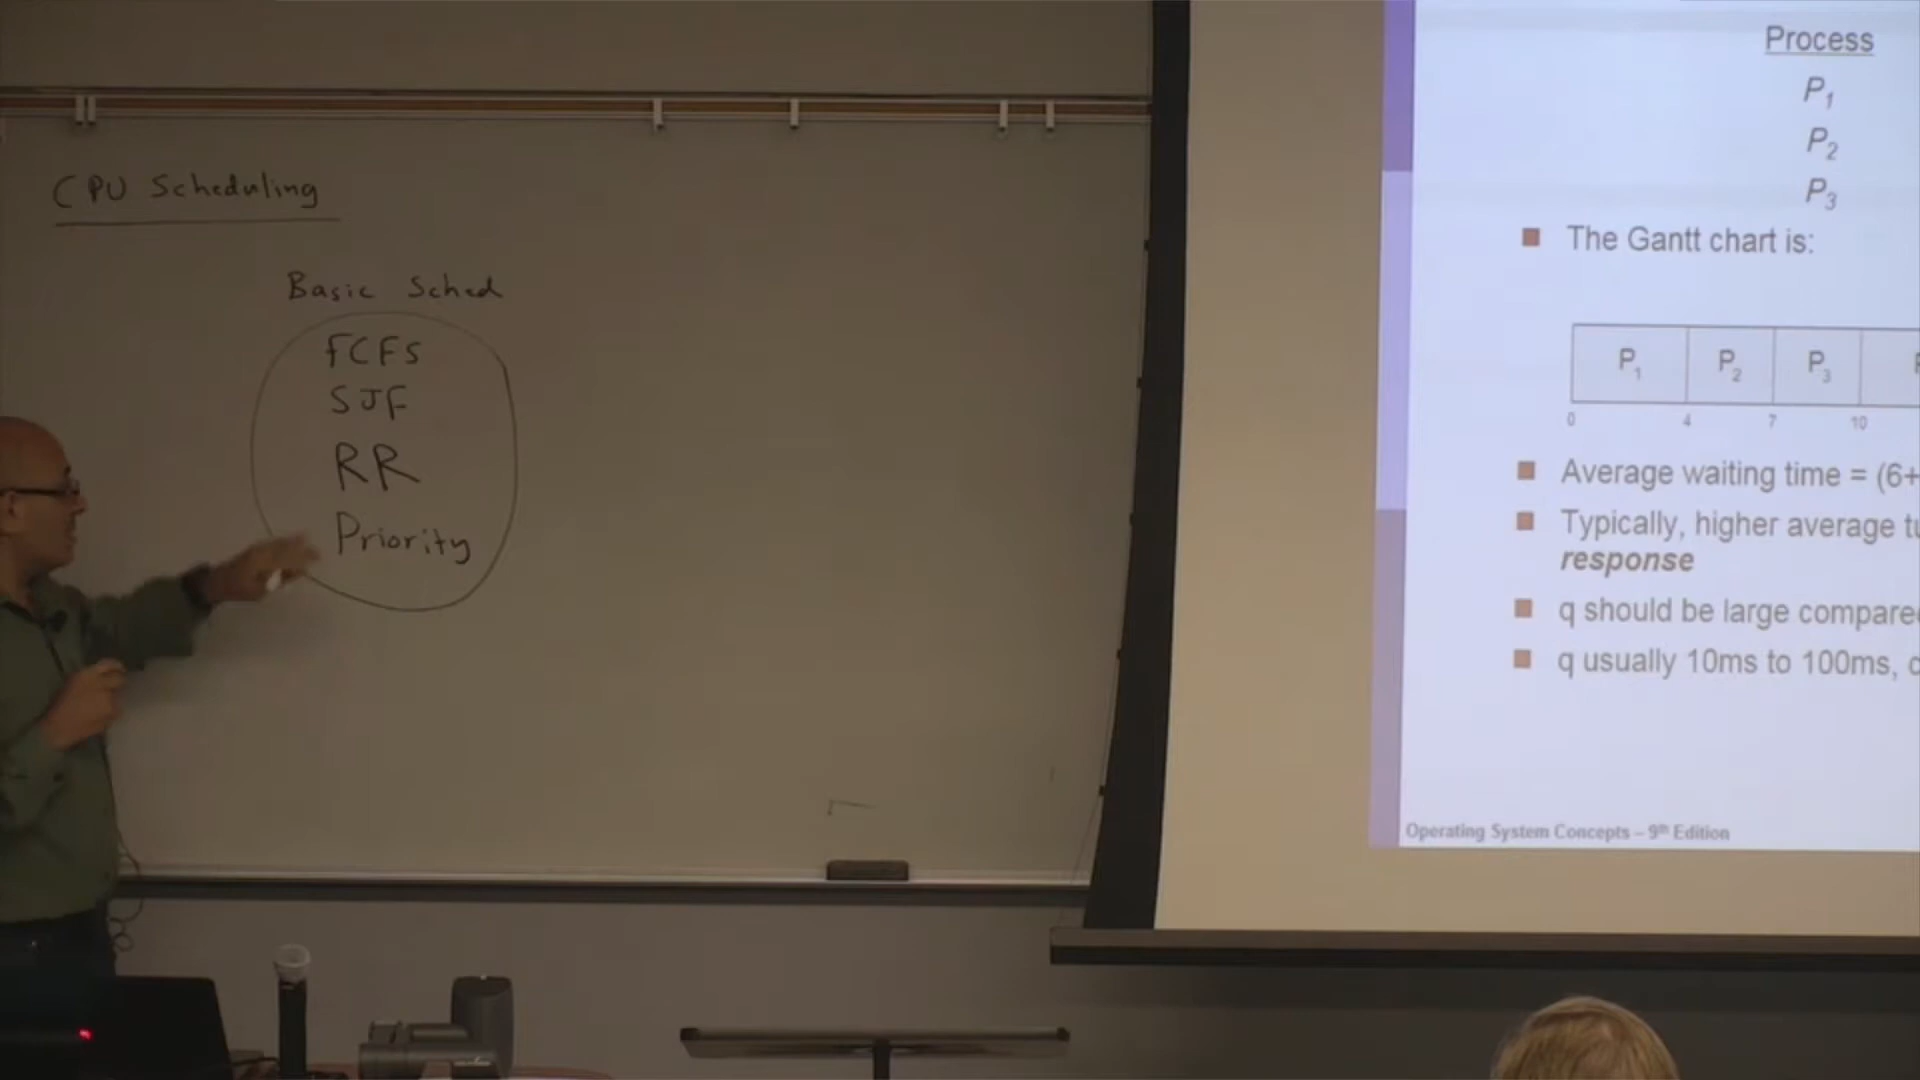 CPU Scheduling
Basic Sched
FCFS
SJF
RR
Priority
Process
P1
P2
P3
The Gantt chart is:
P1 P2 P3
0 4 7 10
Average waiting time = (6+
Typically, higher average
response
q should be large
q usually 10ms to 100ms,
Operating System Concepts – 9th Edition